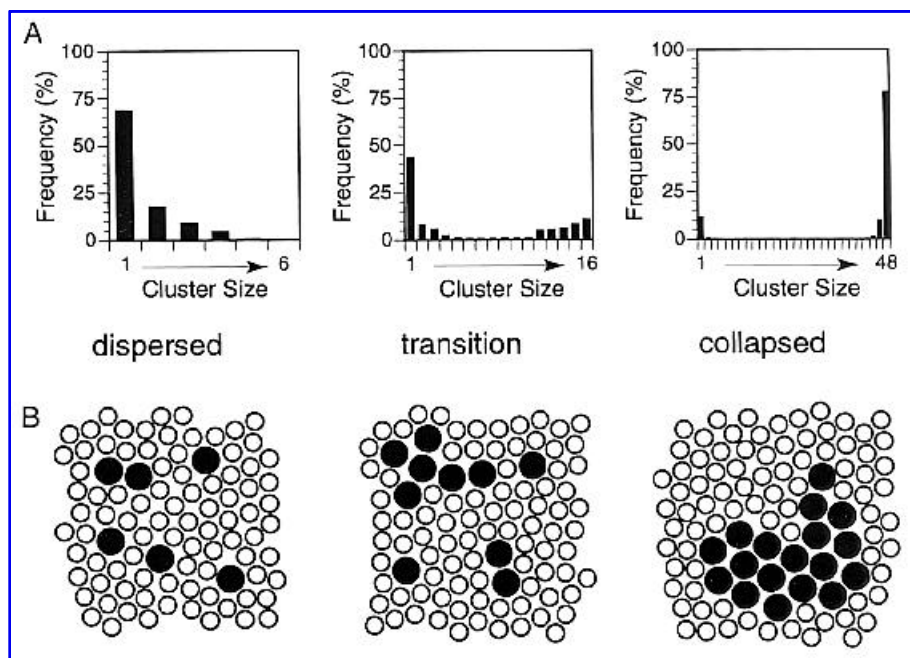 A
100
75
50
25
0
Frequency (%)
1 6
Cluster Size
dispersed
100
75
50
25
0
Frequency (%)
1 16
Cluster Size
transition
100
75
50
25
0
Frequency (%)
1 48
Cluster Size
collapsed
B